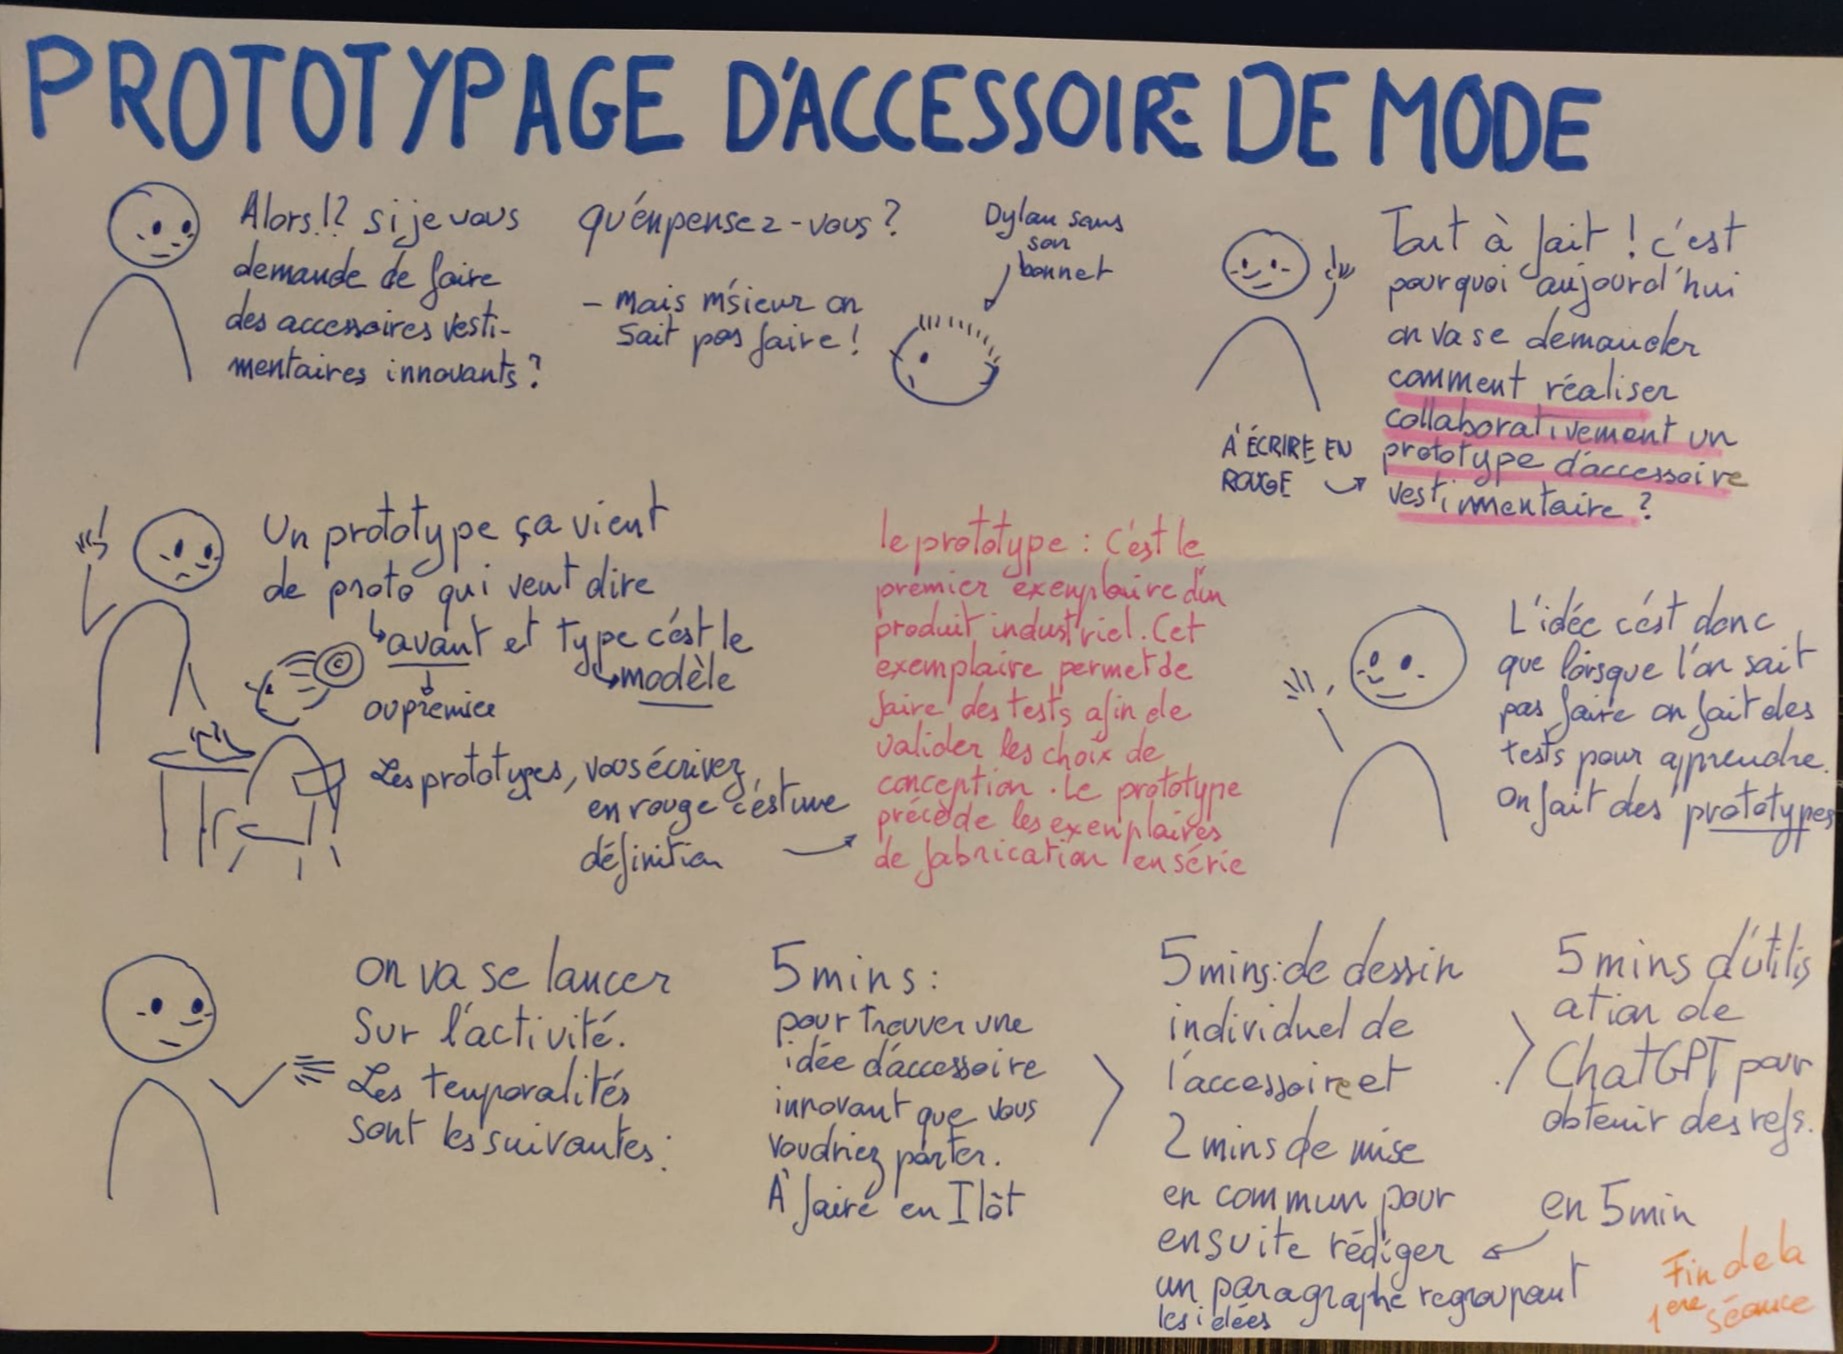 PROTOTYPAGE D'ACCESSOIRE DE MODE
Alors!? si je vous
demande de faire
des accessoires vesti-
mentaires innovants?
qu'enpensez-vous?
- Mais m'sieur on
sait pas faire!
Dylan sans
son
bonnet
Tout à fait! c'est
pourquoi aujourd'hui
on va se demander
comment réaliser
collaborativement un
prototype d'accessoire
vestimentaire?
À ÉCRIRE EN
ROUGE
Un prototype ça vient
de proto qui veut dire
avant et type c'est le
modèle
ou premier
Les prototypes, vous écrivez
en rouge c'est une
définition
le prototype : c'est le
premier exemplaire d'un
produit industriel. Cet
exemplaire permet de
faire des tests afin de
valider les choix de
conception. Le prototype
précède les exemplaires
de fabrication en série
L'idée c'est donc
que lorsque l'on sait
pas faire on fait des
tests pour apprendre.
On fait des prototypes
On va se lancer
Sur l'activité.
Les temporalités
sont les suivantes:
5 mins:
pour trouver une
idée d'accessoire
innovant que vous
voudriez porter.
À faire en Ilôt
5 mins: de dessin
individuel de
l'accessoire et
2 mins de mise
en commun pour
ensuite rédiger
un paragraphe regroupant
les idées
5 mins d'utilis
ation de
ChatGPT pour
obtenir des refs.
en 5 min
Fin de la
1ere séance